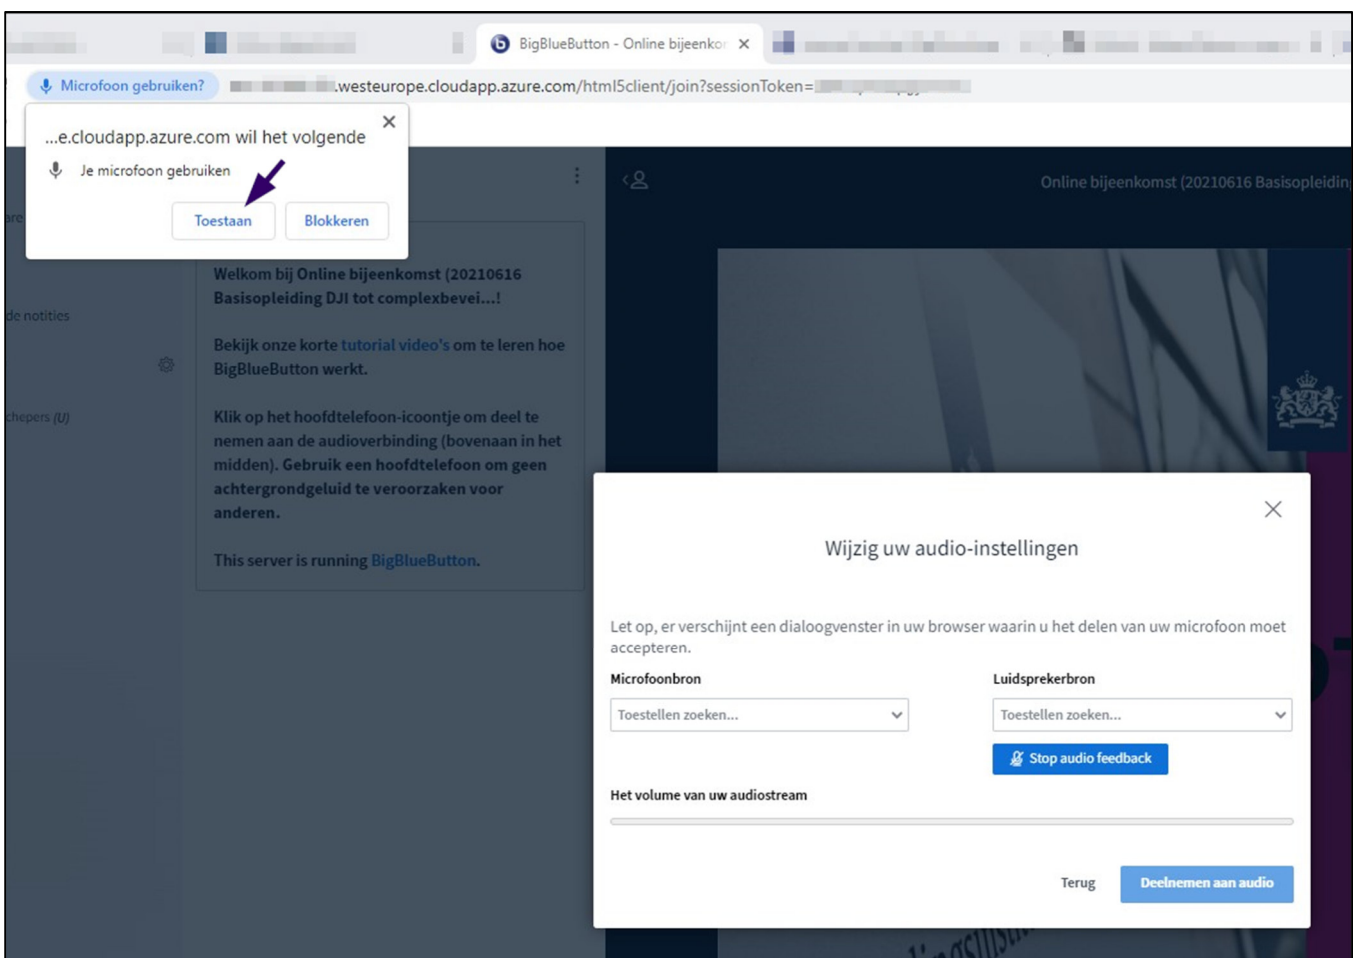 BigBlueButton - Online bijeenko
Microfoon gebruiken?
.westeurope.cloudapp.azure.com/html5client/join?sessionToken=
...e.cloudapp.azure.com wil het volgende
Je microfoon gebruiken
Toestaan
Blokkeren
Online bijeenkomst (20210616 Basisopleidin
are
de notities
chepers (U)
Welkom bij Online bijeenkomst (20210616
Basisopleiding DJI tot complexbevei...!
Bekijk onze korte tutorial video's om te leren hoe
BigBlueButton werkt.
Klik op het hoofdtelefoon-icoontje om deel te
nemen aan de audioverbinding (bovenaan in het
midden). Gebruik een hoofdtelefoon om geen
achtergrondgeluid te veroorzaken voor
anderen.
This server is running BigBlueButton.
Wijzig uw audio-instellingen
Let op, er verschijnt een dialoogvenster in uw browser waarin u het delen van uw microfoon moet
accepteren.
Microfoonbron
Luidsprekerbron
Toestellen zoeken...
Toestellen zoeken...
Stop audio feedback
Het volume van uw audiostream
Terug
Deelnemen aan audio